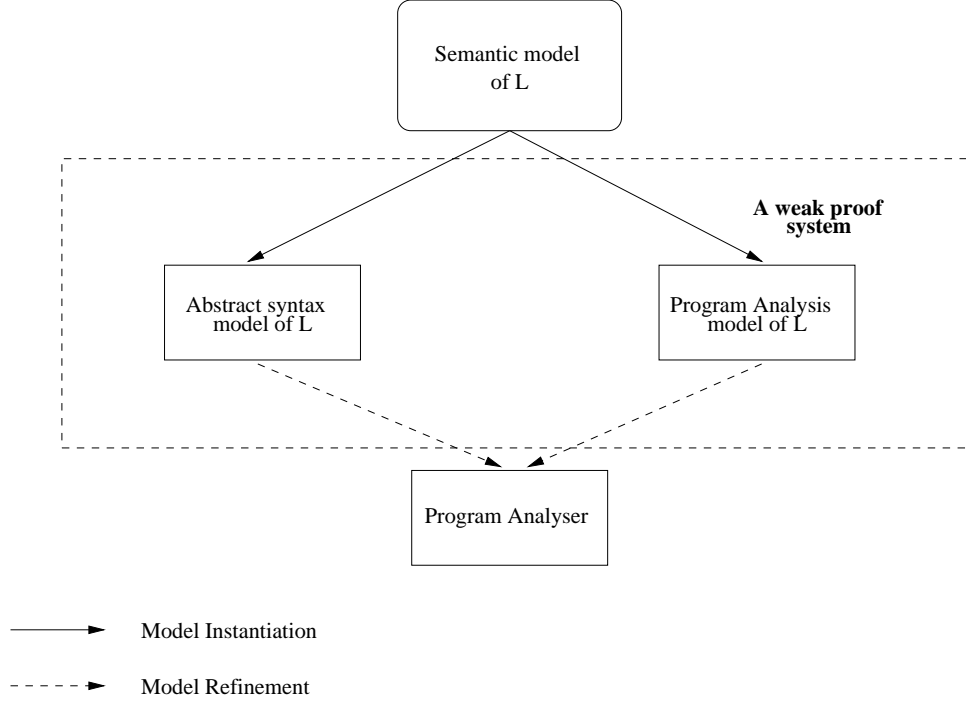 Semantic model
of L
A weak proof
system
Abstract syntax
model of L
Program Analysis
model of L
Program Analyser
Model Instantiation
Model Refinement